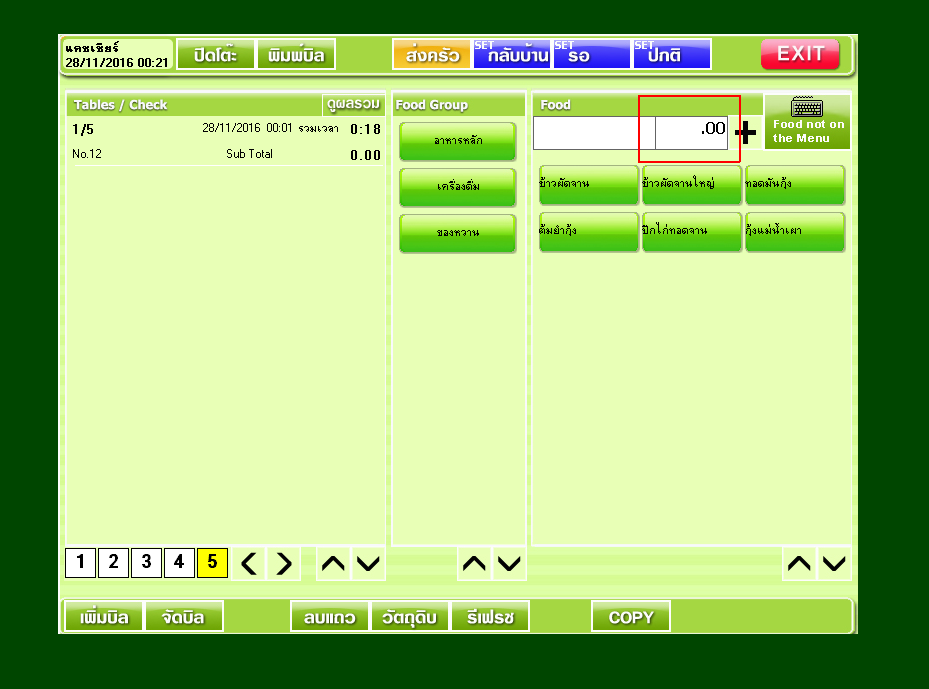 แคชเชียร์
28/11/2016 00:21
ปิดโต๊ะ
พิมพ์บิล
ส่งครัว
SET กลับบ้าน
SET รอ
SET ปกติ
EXIT
Tables / Check
ดูผลรวม
Food Group
Food
1/5 28/11/2016 00:01 รวมเวลา 0:18
No.12 Sub Total 0.00
อาหารหลัก
เครื่องดื่ม
ของหวาน
.00
+
Food not on
the Menu
ข้าวผัดจาน
ข้าวผัดจานใหญ่
ทอดมันกุ้ง
ต้มยำกุ้ง
ปีกไก่ทอดจาน
กุ้งแม่น้ำเผา
1 2 3 4 5 < >
เพิ่มบิล
จัดบิล
ลบแถว
วัตถุดิบ
รีเฟรช
COPY